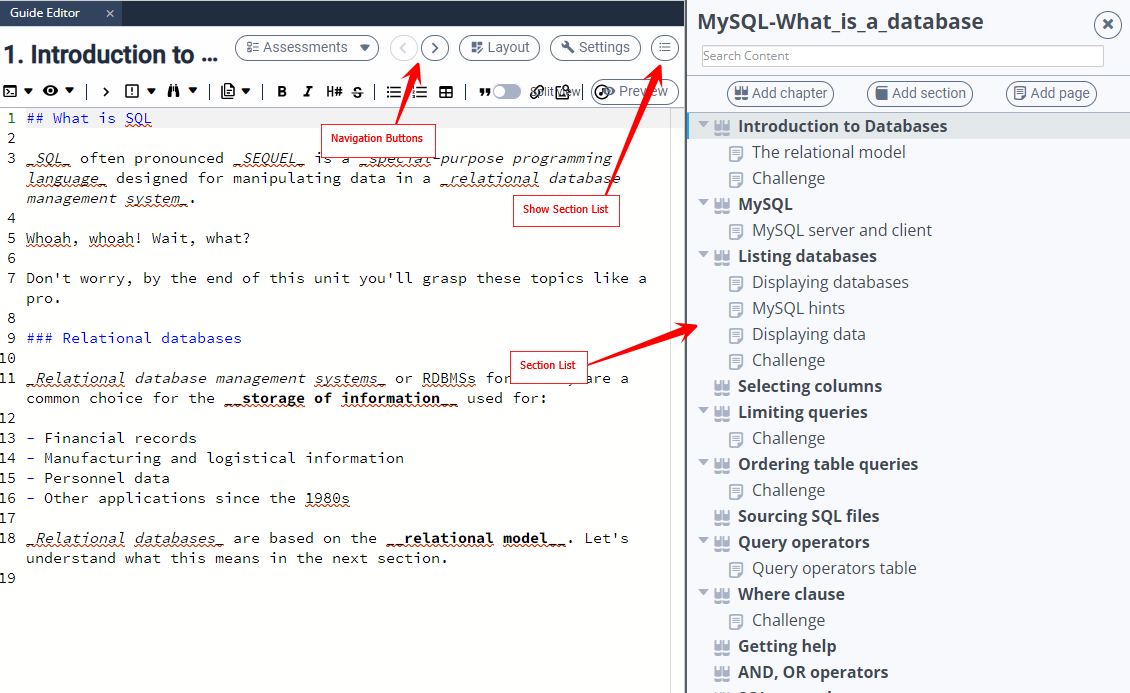 Guide Editor
1. Introduction to ...
Assessments
Layout
Settings
B I H# S
Split View
Preview
Navigation Buttons
Show Section List
Section List
1 ## What is SQL
2
3 _SQL_ often pronounced _SEQUEL_ is a _special-purpose programming
language_ designed for manipulating data in a _relational database
management system_.
4
5 Whoah, whoah! Wait, what?
6
7 Don't worry, by the end of this unit you'll grasp these topics like a
pro.
8
9 ### Relational databases
10
11 _Relational database management systems_ or RDBMSs for are a
common choice for the __storage of information__ used for:
12
13 - Financial records
14 - Manufacturing and logistical information
15 - Personnel data
16 - Other applications since the 1980s
17
18 _Relational databases_ are based on the __relational model__. Let's
understand what this means in the next section.
19
MySQL-What_is_a_database
Search Content
Add chapter
Add section
Add page
Introduction to Databases
The relational model
Challenge
MySQL
MySQL server and client
Listing databases
Displaying databases
MySQL hints
Displaying data
Challenge
Selecting columns
Limiting queries
Challenge
Ordering table queries
Challenge
Sourcing SQL files
Query operators
Query operators table
Where clause
Challenge
Getting help
AND, OR operators